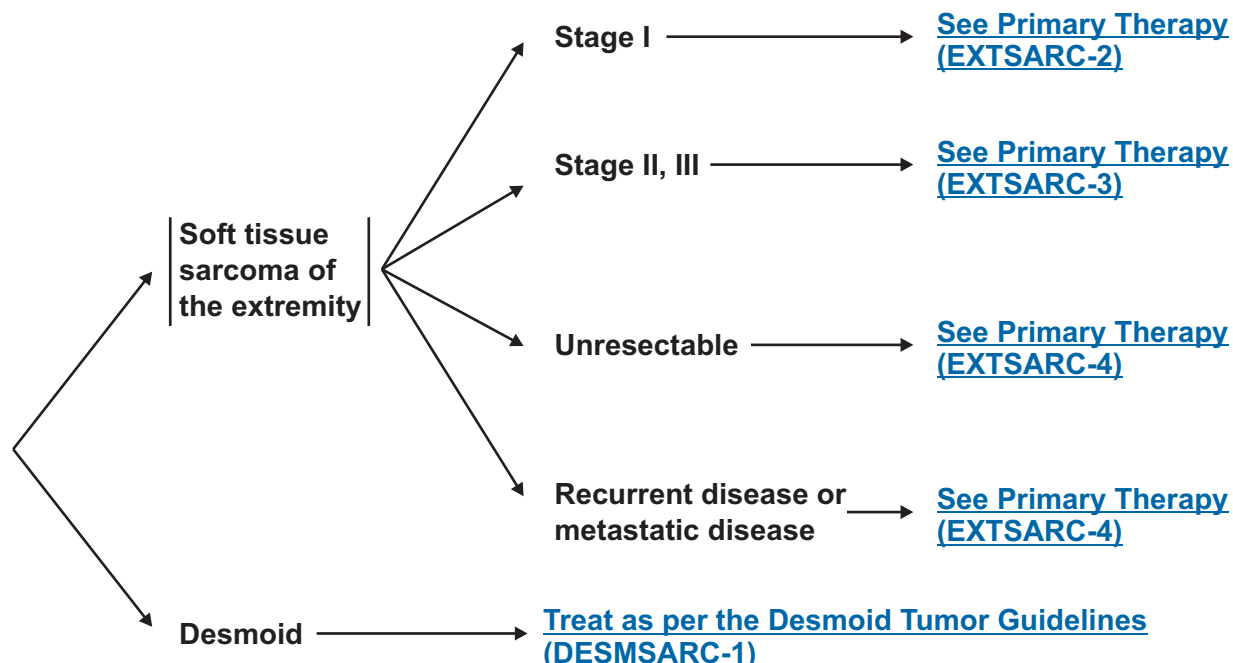 Stage I
See Primary Therapy
(EXTSARC-2)
Stage II, III
See Primary Therapy
(EXTSARC-3)
Soft tissue
sarcoma of
the extremity
Unresectable
See Primary Therapy
(EXTSARC-4)
Recurrent disease or
metastatic disease
See Primary Therapy
(EXTSARC-4)
Desmoid
Treat as per the Desmoid Tumor Guidelines
(DESMSARC-1)